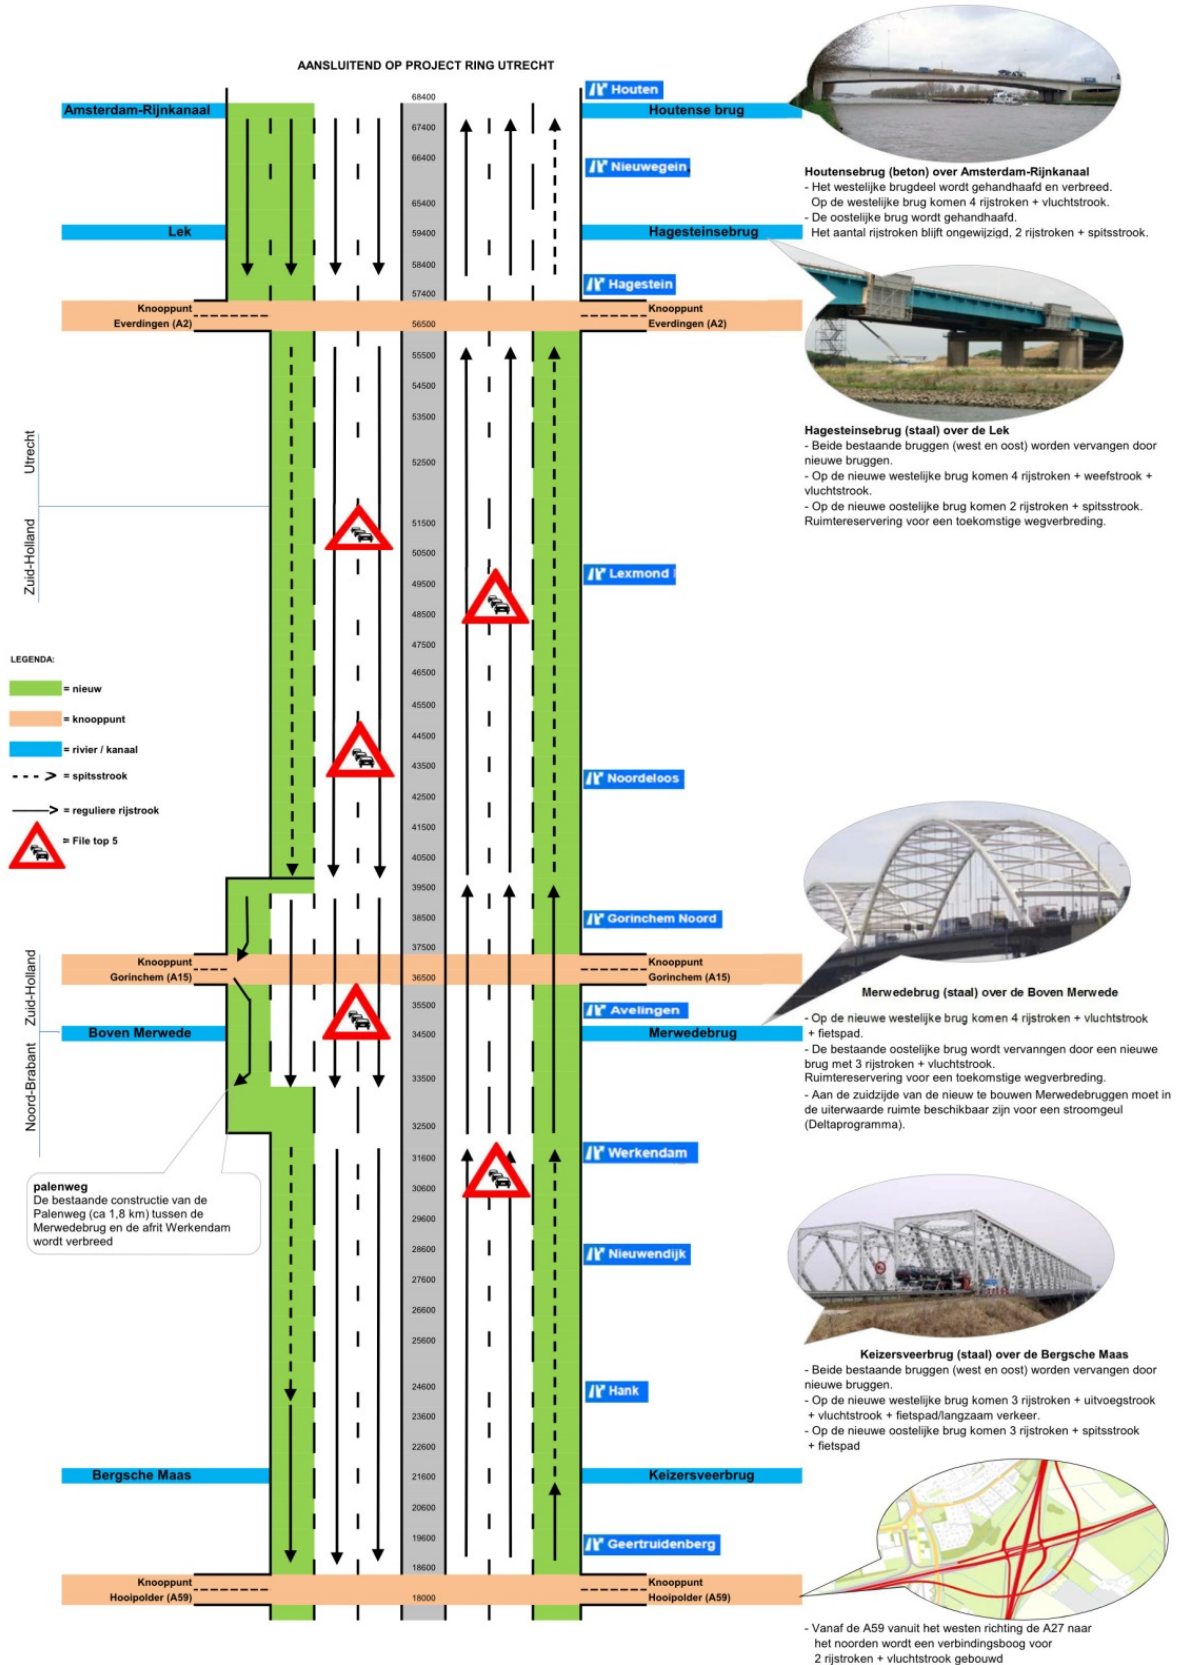 AANSLUITEND OP PROJECT RING UTRECHT
Houten
68400
Amsterdam-Rijnkanaal
Houtense brug
67400
66400
Nieuwegein
65400
Lek
59400
Hagesteinsebrug
58400
Hagestein
57400
Knooppunt
Everdingen (A2)
56500
Knooppunt
Everdingen (A2)
55500
54500
53500
52500
51500
50500
49500
48500
47500
46500
45500
44500
43500
42500
41500
40500
39500
38500
37500
Lexmond
Noordeloos
Gorinchem Noord
Utrecht
Zuid-Holland
LEGENDA:
= nieuw
= knooppunt
= rivier / kanaal
= spitsstrook
= reguliere rijstrook
= File top 5
Knooppunt
Gorinchem (A15)
36500
Knooppunt
Gorinchem (A15)
35500
Avelingen
Boven Merwede
34500
Merwedebrug
33500
32500
Zuid-Holland
Noord-Brabant
31600
Werkendam
30600
29600
28600
Nieuwendijk
27600
26600
25600
24600
Hank
23600
22600
palenweg
De bestaande constructie van de
Palenweg (ca 1,8 km) tussen de
Merwedebrug en de afrit Werkendam
wordt verbreed
Bergsche Maas
21600
Keizersveerbrug
20600
19600
Geertruidenberg
18600
Knooppunt
Hooipolder (A59)
18000
Knooppunt
Hooipolder (A59)
Houtensebrug (beton) over Amsterdam-Rijnkanaal
- Het westelijke brugdeel wordt gehandhaafd en verbreed.
Op de westelijke brug komen 4 rijstroken + vluchtstrook.
- De oostelijke brug wordt gehandhaafd.
Het aantal rijstroken blijft ongewijzigd, 2 rijstroken + spitsstrook.
Hagesteinsebrug (staal) over de Lek
- Beide bestaande bruggen (west en oost) worden vervangen door
nieuwe bruggen.
- Op de nieuwe westelijke brug komen 4 rijstroken + weefstrook +
vluchtstrook.
- Op de nieuwe oostelijke brug komen 2 rijstroken + spitsstrook.
Ruimtereservering voor een toekomstige wegverbreding.
Merwedebrug (staal) over de Boven Merwede
- Op de nieuwe westelijke brug komen 4 rijstroken + vluchtstrook
+ fietspad.
- De bestaande oostelijke brug wordt vervanngen door een nieuwe
brug met 3 rijstroken + vluchtstrook.
Ruimtereservering voor een toekomstige wegverbreding.
- Aan de zuidzijde van de nieuw te bouwen Merwedebruggen moet in
de uiterwaarde ruimte beschikbaar zijn voor een stroomgeul
(Deltaprogramma).
Keizersveerbrug (staal) over de Bergsche Maas
- Beide bestaande bruggen (west en oost) worden vervangen door
nieuwe bruggen.
- Op de nieuwe westelijke brug komen 3 rijstroken + uitvoegstrook
+ vluchtstrook + fietspad/langzaam verkeer.
- Op de nieuwe oostelijke brug komen 3 rijstroken + spitsstrook
+ fietspad
- Vanaf de A59 vanuit het westen richting de A27 naar
het noorden wordt een verbindingsboog voor
2 rijstroken + vluchtstrook gebouwd